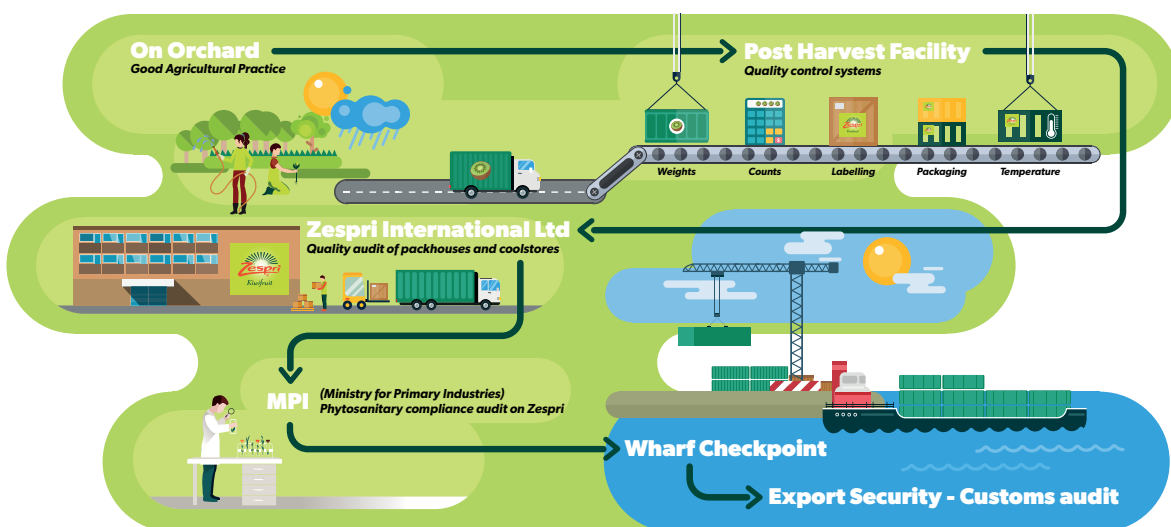 On Orchard
Good Agricultural Practice
Post Harvest Facility
Quality control systems
Zespri
Weights
Counts
Labelling
Packaging
Temperature
Zespri International Ltd
Quality audit of packhouses and coolstores
Zespri
Kiwifruit
MPI
(Ministry for Primary Industries)
Phytosanitary compliance audit on Zespri
Wharf Checkpoint
Export Security - Customs audit